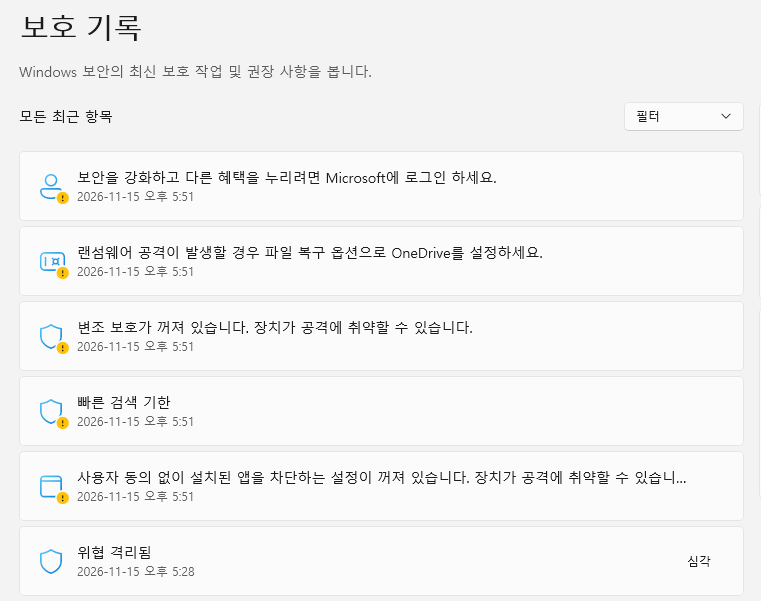 보호 기록
Windows 보안의 최신 보호 작업 및 권장 사항을 봅니다.
모든 최근 항목
필터
보안을 강화하고 다른 혜택을 누리려면 Microsoft에 로그인 하세요.
2026-11-15 오후 5:51
랜섬웨어 공격이 발생할 경우 파일 복구 옵션으로 OneDrive를 설정하세요.
2026-11-15 오후 5:51
변조 보호가 꺼져 있습니다. 장치가 공격에 취약할 수 있습니다.
2026-11-15 오후 5:51
빠른 검색 기한
2026-11-15 오후 5:51
사용자 동의 없이 설치된 앱을 차단하는 설정이 꺼져 있습니다. 장치가 공격에 취약할 수 있습니...
2026-11-15 오후 5:51
위협 격리됨
심각
2026-11-15 오후 5:28